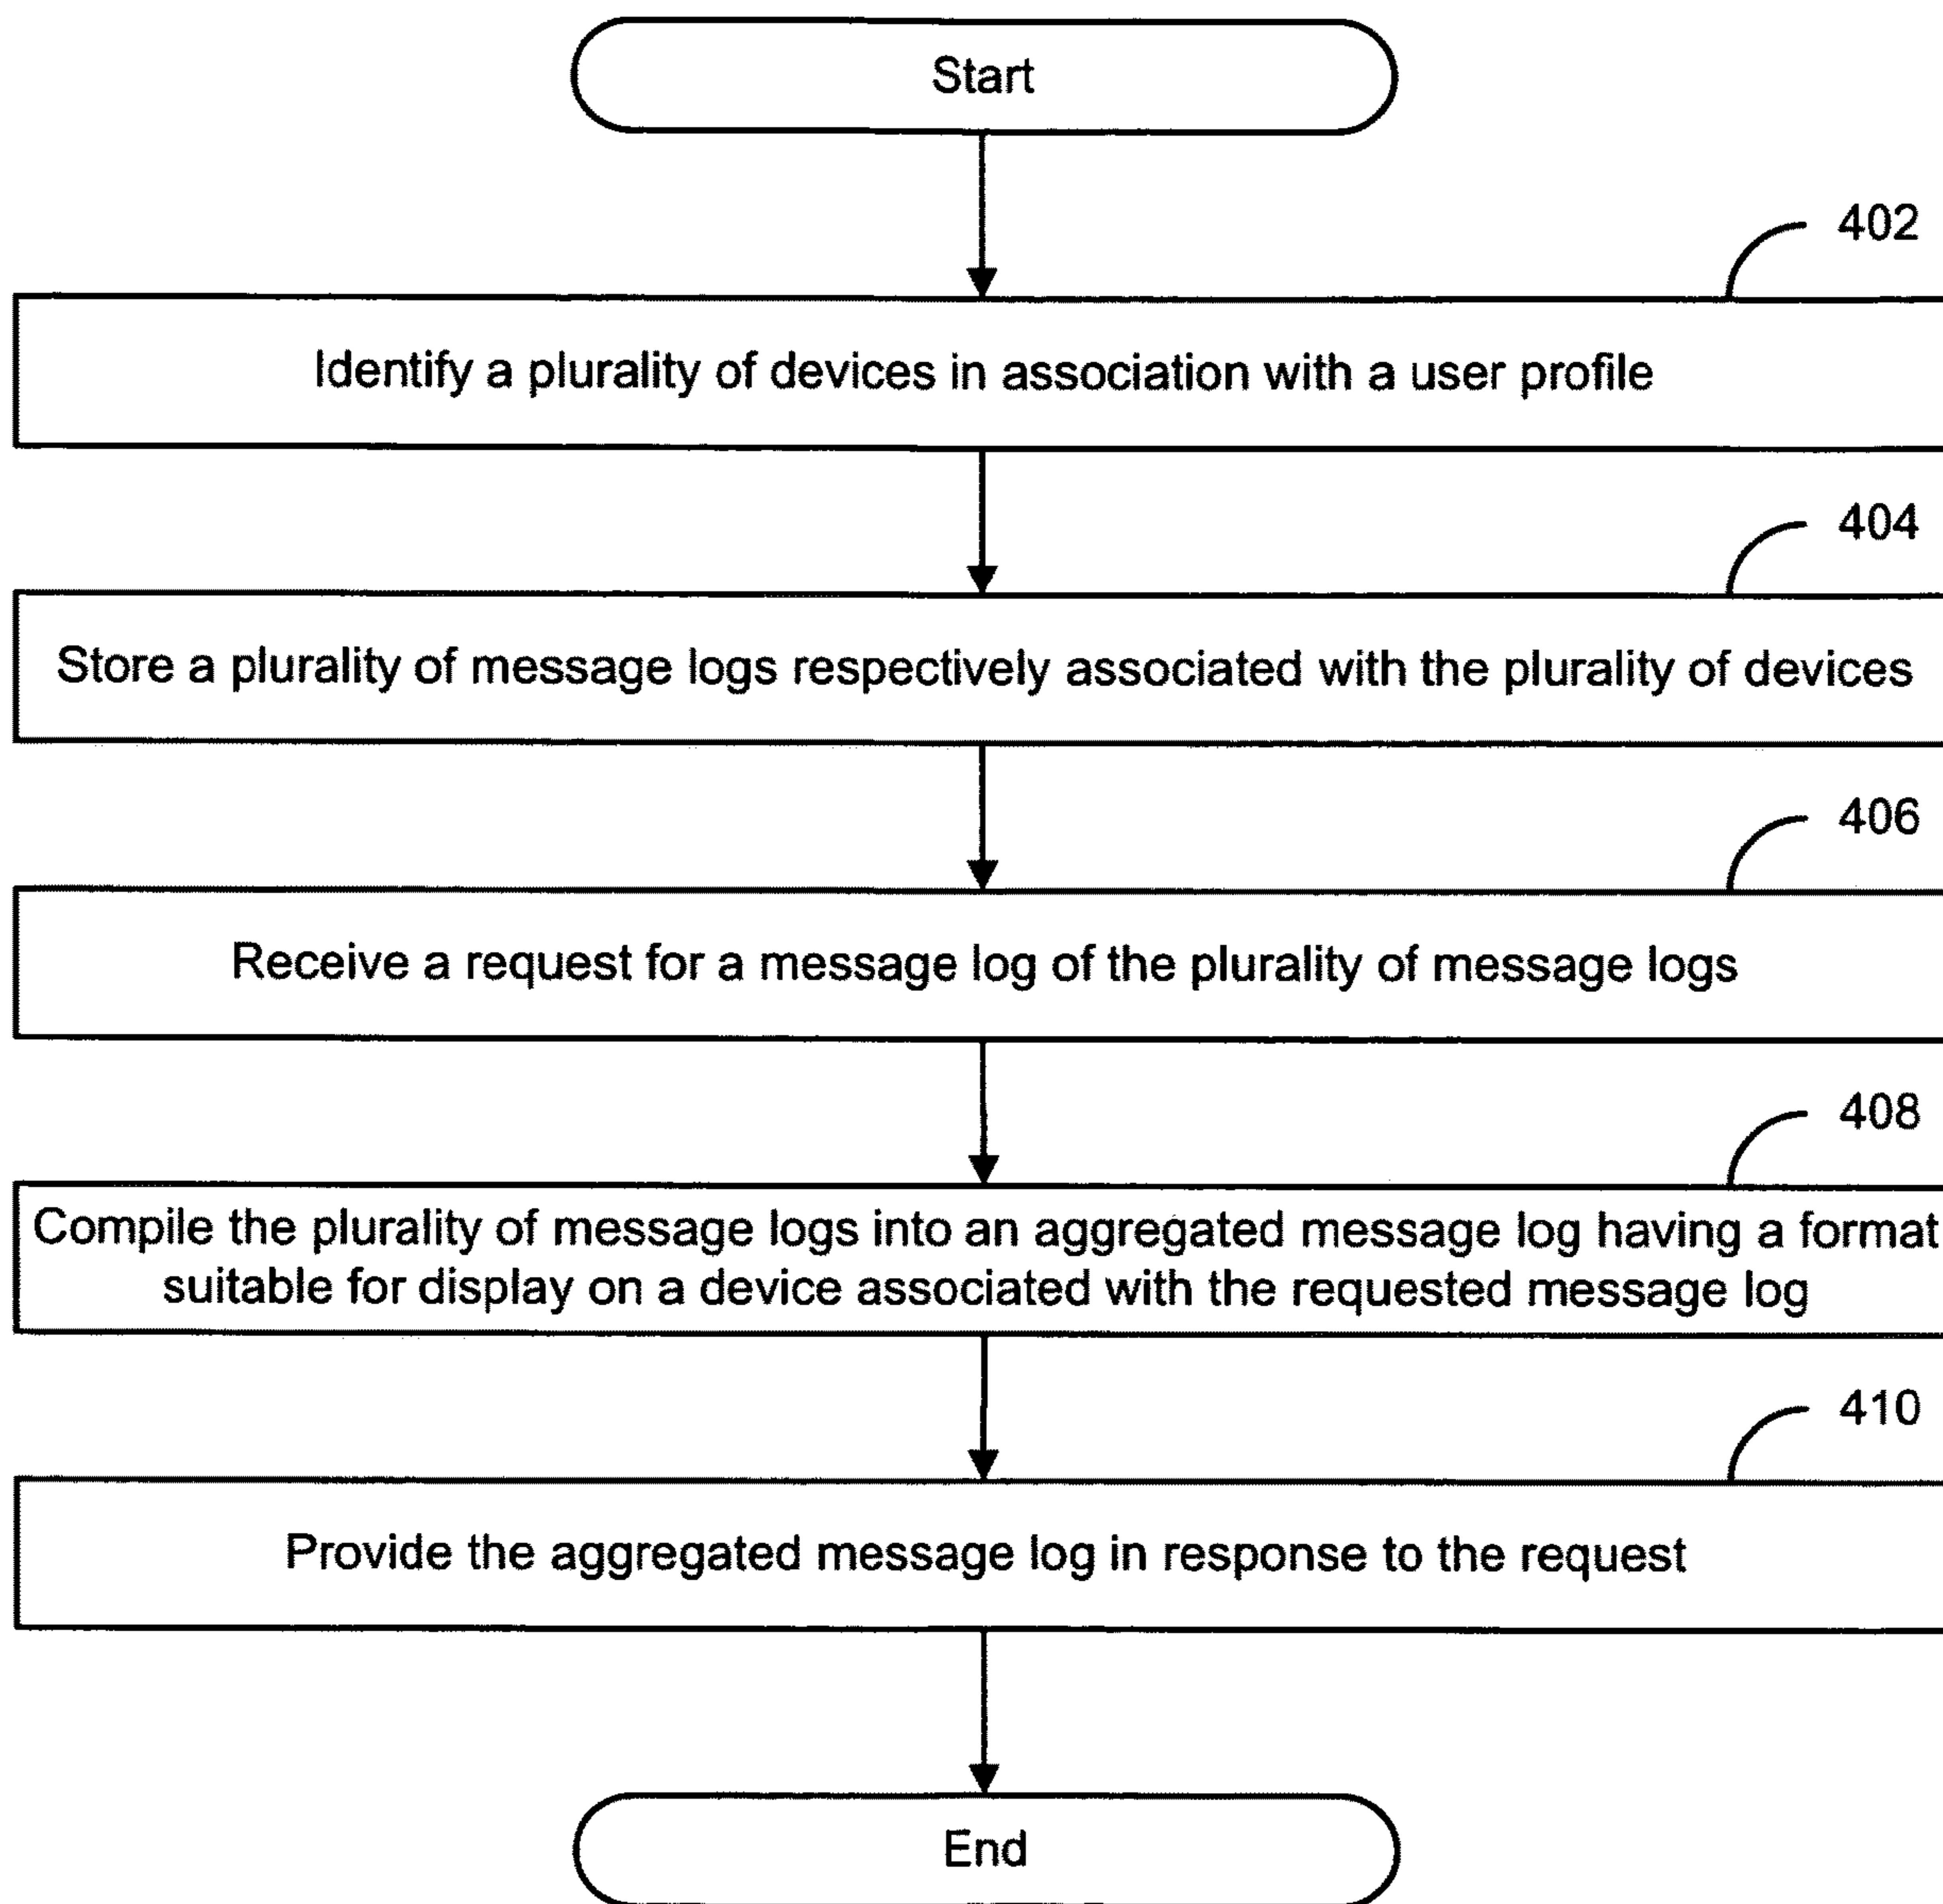 Start
402
Identify a plurality of devices in association with a user profile
404
Store a plurality of message logs respectively associated with the plurality of devices
406
Receive a request for a message log of the plurality of message logs
408
Compile the plurality of message logs into an aggregated message log having a format
suitable for display on a device associated with the requested message log
410
Provide the aggregated message log in response to the request
End